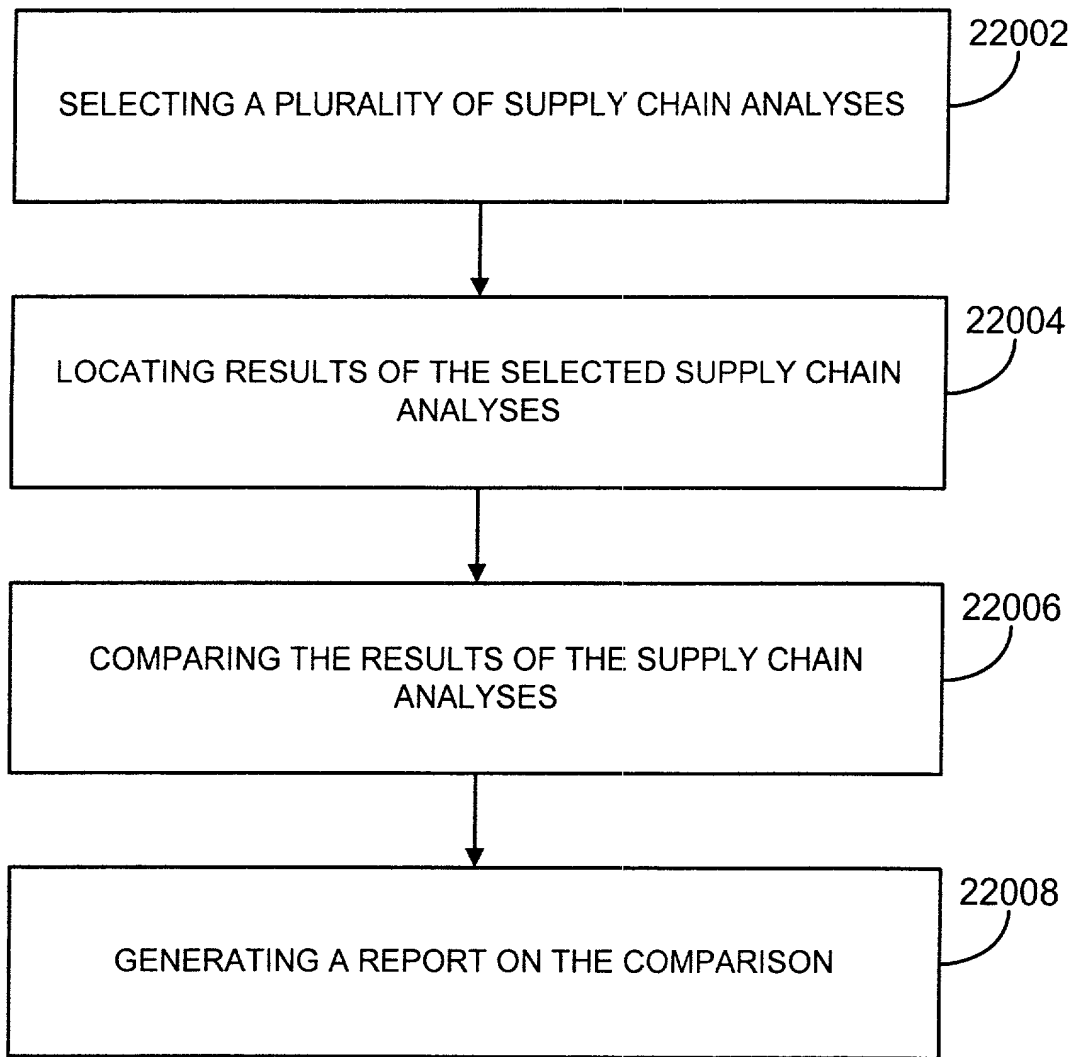 22002
SELECTING A PLURALITY OF SUPPLY CHAIN ANALYSES
22004
LOCATING RESULTS OF THE SELECTED SUPPLY CHAIN
ANALYSES
22006
COMPARING THE RESULTS OF THE SUPPLY CHAIN
ANALYSES
22008
GENERATING A REPORT ON THE COMPARISON